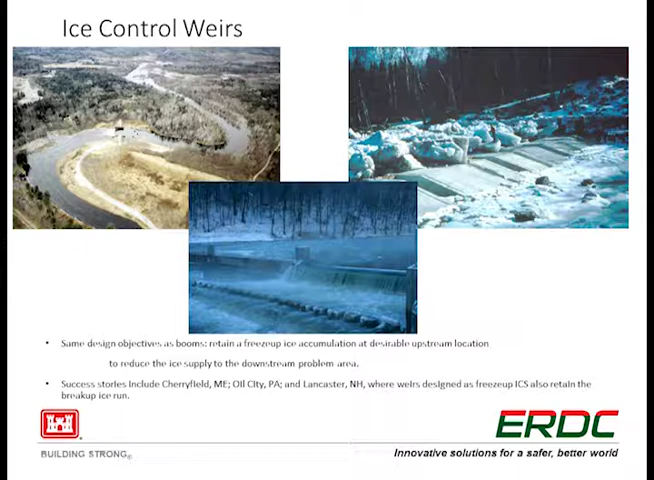 Ice Control Weirs
• Same design objectives as booms: retain a freezeup ice accumulation at desirable upstream location
to reduce the ice supply to the downstream problem area.
• Success stories include Cherryfield, ME; Oil City, PA; and Lancaster, NH, where weirs designed as freezeup ICS also retain the
breakup ice run.
ERDC
BUILDING STRONG®
Innovative solutions for a safer, better world